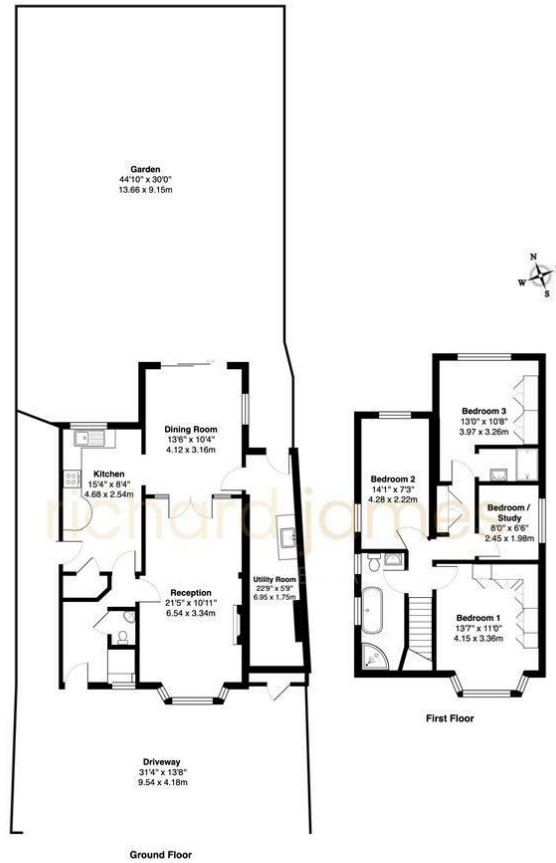 Garden
44'10" x 30'0"
13.66 x 9.15m
N
W
S
Dining Room
13'6" x 10'4"
4.12 x 3.16m
Kitchen
15'4" x 8'4"
4.68 x 2.54m
Reception
21'5" x 10'11"
6.54 x 3.34m
Utility Room
22'9" x 5'9"
6.95 x 1.75m
Driveway
31'4" x 13'8"
9.54 x 4.18m
Ground Floor
Bedroom 3
13'0" x 10'8"
3.97 x 3.26m
Bedroom 2
14'1" x 7'3"
4.28 x 2.22m
Bedroom /
Study
8'0" x 6'6"
2.45 x 1.98m
Bedroom 1
13'7" x 11'0"
4.15 x 3.36m
First Floor
richard james